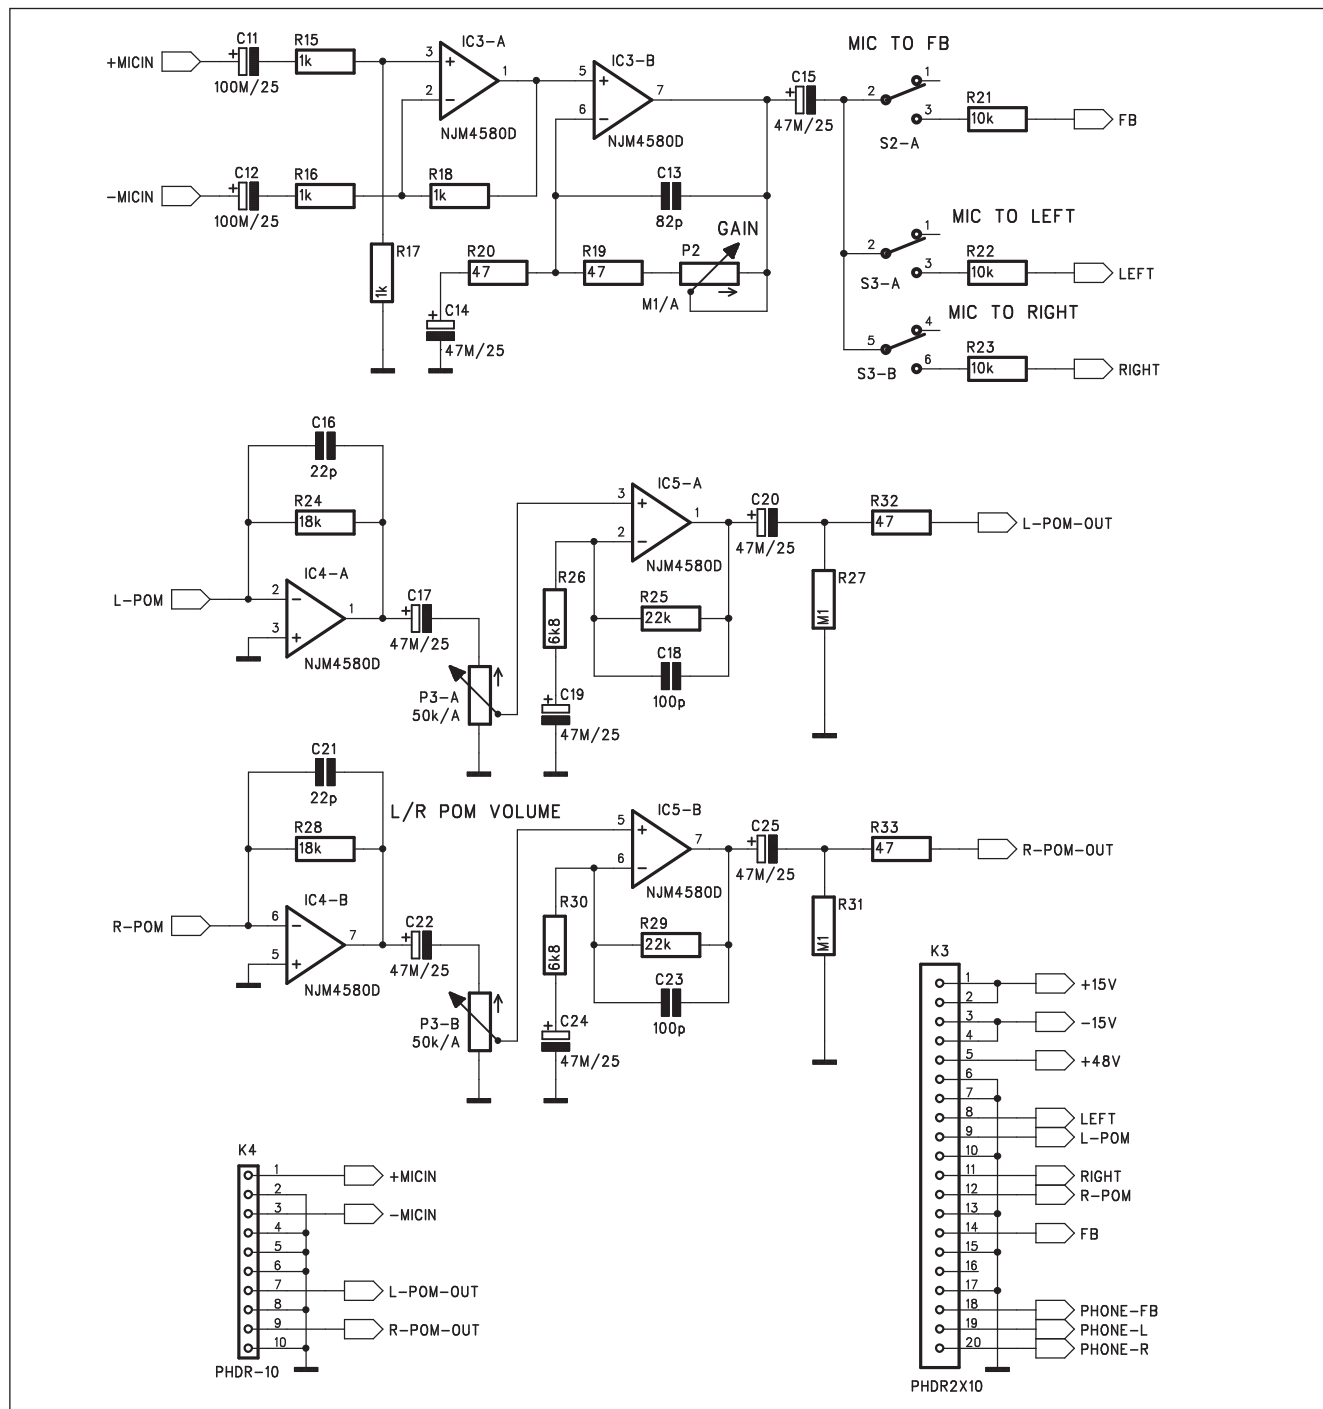 C11
R15
IC3-A
IC3-B
MIC TO FB
+MICIN
+
1k
3
+
1
5
+
C15
1
100M/25
2
−
6
−
7
+
2
3
R21
10k
FB
NJM4580D
NJM4580D
47M/25
S2-A
C12
R16
R18
C13
-MICIN
+
1k
1k
100M/25
82p
MIC TO LEFT
GAIN
1
R17
R20
R19
P2
2
R22
1k
47
47
3
10k
LEFT
S3-A
+
C14
M1/A
MIC TO RIGHT
47M/25
4
5
R23
S3-B
6
10k
RIGHT
C16
22p
R24
18k
IC5-A
C20
R32
3
+
1
+
47
L-POM-OUT
2
−
47M/25
IC4-A
R26
NJM4580D
R27
L-POM
2
−
C17
R25
3
+
1
+
6k8
22k
M1
47M/25
NJM4580D
C18
P3-A
+
C19
50k/A
100p
47M/25
C21
22p
L/R POM VOLUME
IC5-B
R28
18k
5
+
7
C25
+
R33
47
R-POM-OUT
6
−
47M/25
IC4-B
R30
NJM4580D
R31
R-POM
6
−
C22
R29
5
+
7
+
6k8
22k
M1
47M/25
NJM4580D
C23
P3-B
+
C24
50k/A
100p
47M/25
K3
1
+15V
2
3
-15V
4
5
+48V
6
7
8
LEFT
9
L-POM
10
11
RIGHT
12
R-POM
13
14
FB
15
16
17
18
PHONE-FB
19
PHONE-L
20
PHONE-R
PHDR2X10
K4
1
+MICIN
2
3
-MICIN
4
5
6
7
L-POM-OUT
8
9
R-POM-OUT
10
PHDR-10